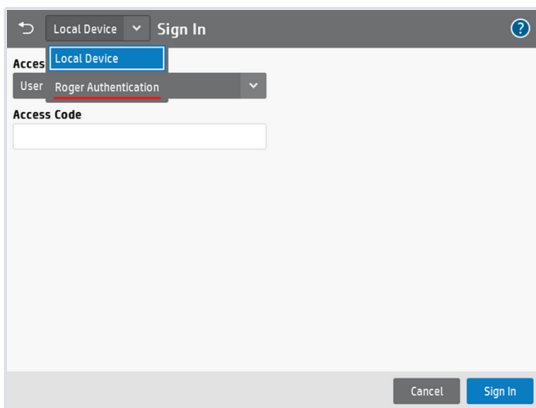 Local Device Sign In ?
Local Device
Acces
User Roger Authentication
Access Code
Cancel Sign In